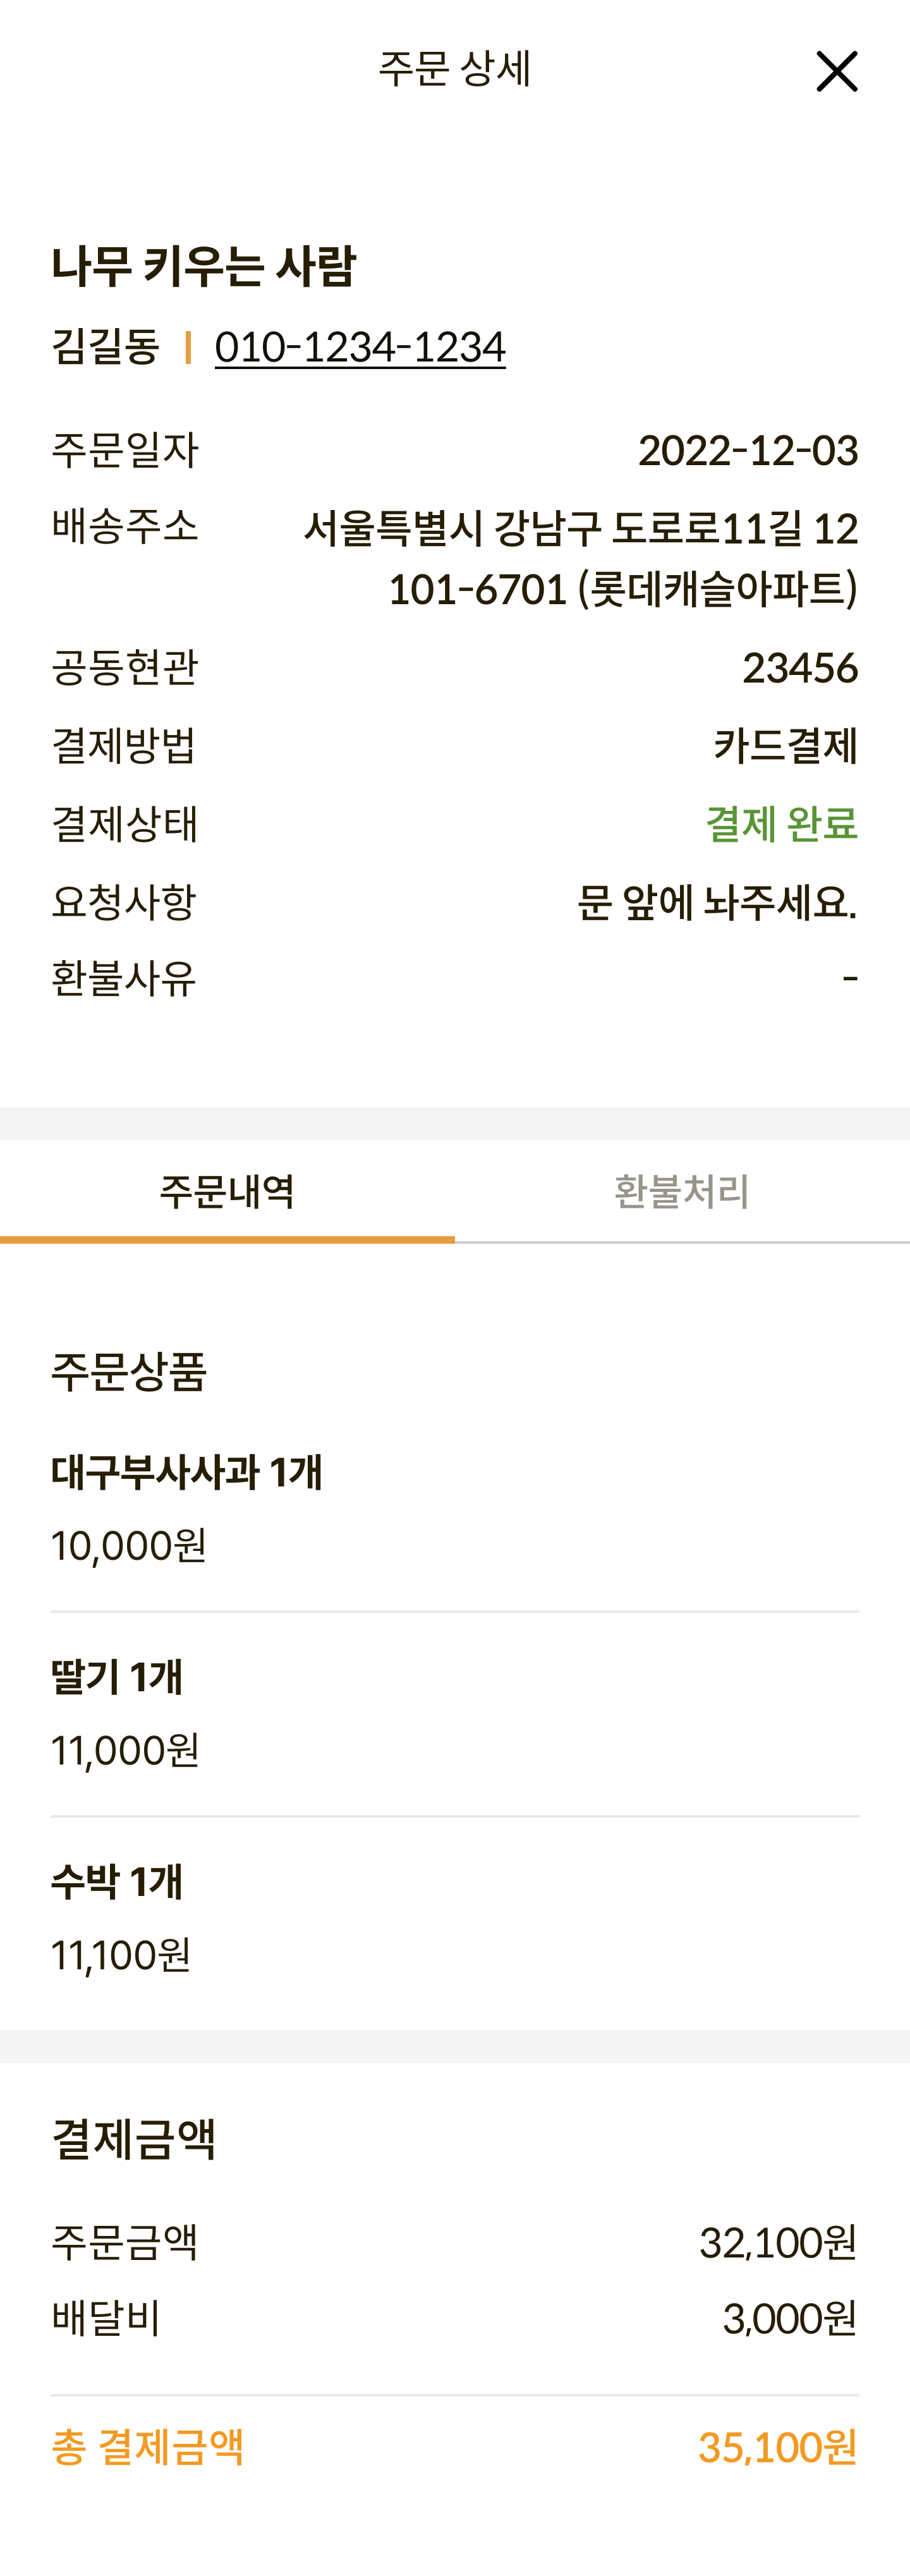 주문 상세
나무 키우는 사람
김길동 | 010-1234-1234
주문일자 2022-12-03
배송주소 서울특별시 강남구 도로로11길 12
101-6701 (롯데캐슬아파트)
공동현관 23456
결제방법 카드결제
결제상태 결제 완료
요청사항 문 앞에 놔주세요.
환불사유 -
주문내역 환불처리
주문상품
대구부사사과 1개
10,000원
딸기 1개
11,000원
수박 1개
11,100원
결제금액
주문금액 32,100원
배달비 3,000원
총 결제금액 35,100원